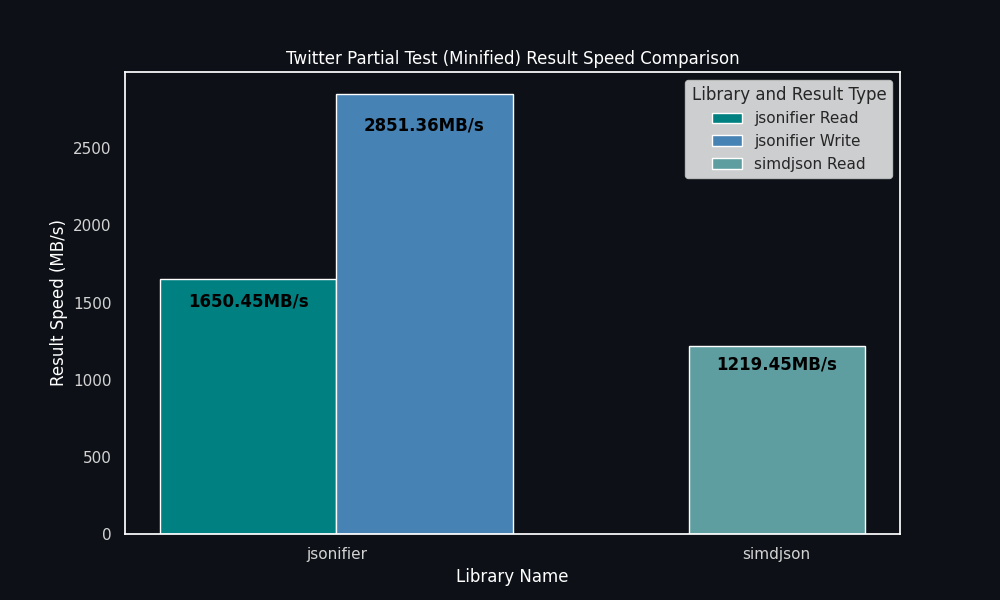 Twitter Partial Test (Minified) Result Speed Comparison
Library and Result Type
jsonifier Read
jsonifier Write
simdjson Read
2851.36MB/s
1650.45MB/s
1219.45MB/s
Result Speed (MB/s)
2500
2000
1500
1000
500
0
jsonifier
simdjson
Library Name